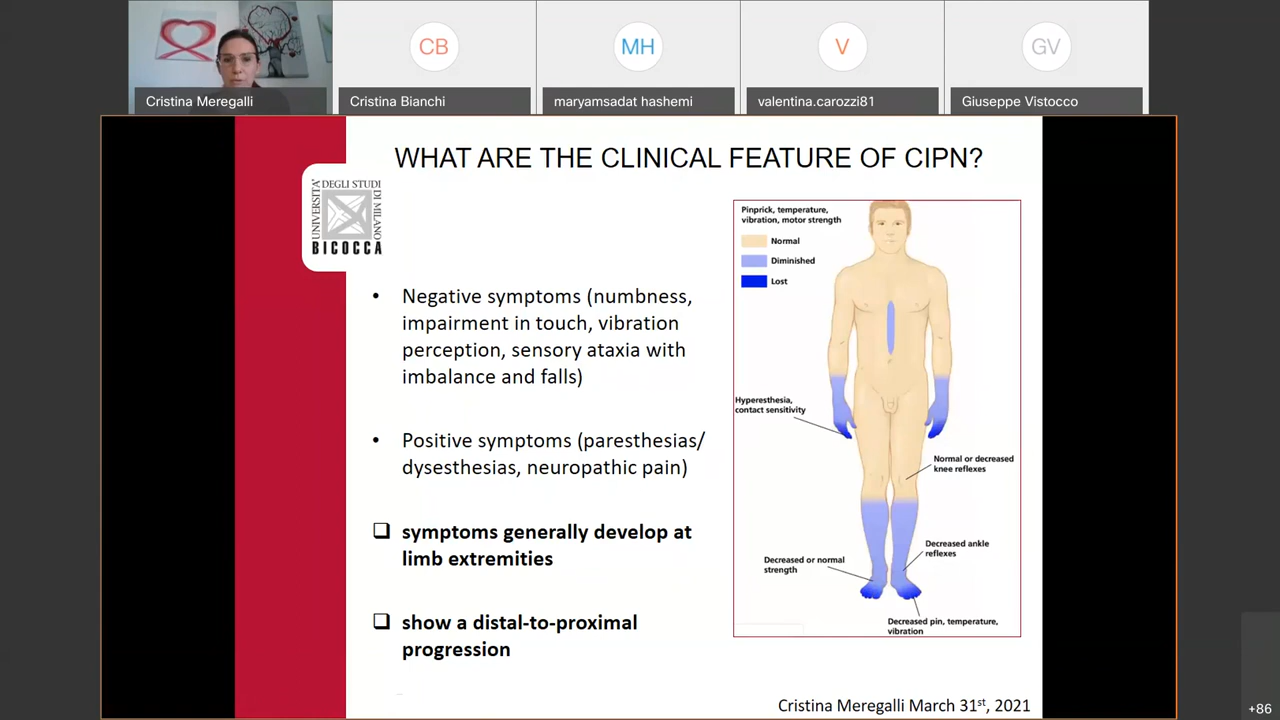 CB
MH
V
GV
Cristina Meregalli
Cristina Bianchi
maryamsadat hashemi
valentina.carozzi81
Giuseppe Vistocco
WHAT ARE THE CLINICAL FEATURE OF CIPN?
UNIVERSITA'
DEGLI STUDI
DI MILANO
BICOCCA
• Negative symptoms (numbness,
impairment in touch, vibration
perception, sensory ataxia with
imbalance and falls)
• Positive symptoms (paresthesias/
dysesthesias, neuropathic pain)
❑ symptoms generally develop at
limb extremities
❑ show a distal-to-proximal
progression
Pinprick, temperature,
vibration, motor strength
Normal
Diminished
Lost
Hyperesthesia,
contact sensitivity
Normal or decreased
knee reflexes
Decreased ankle
reflexes
Decreased or normal
strength
Decreased pin, temperature,
vibration
Cristina Meregalli March 31st, 2021
+86